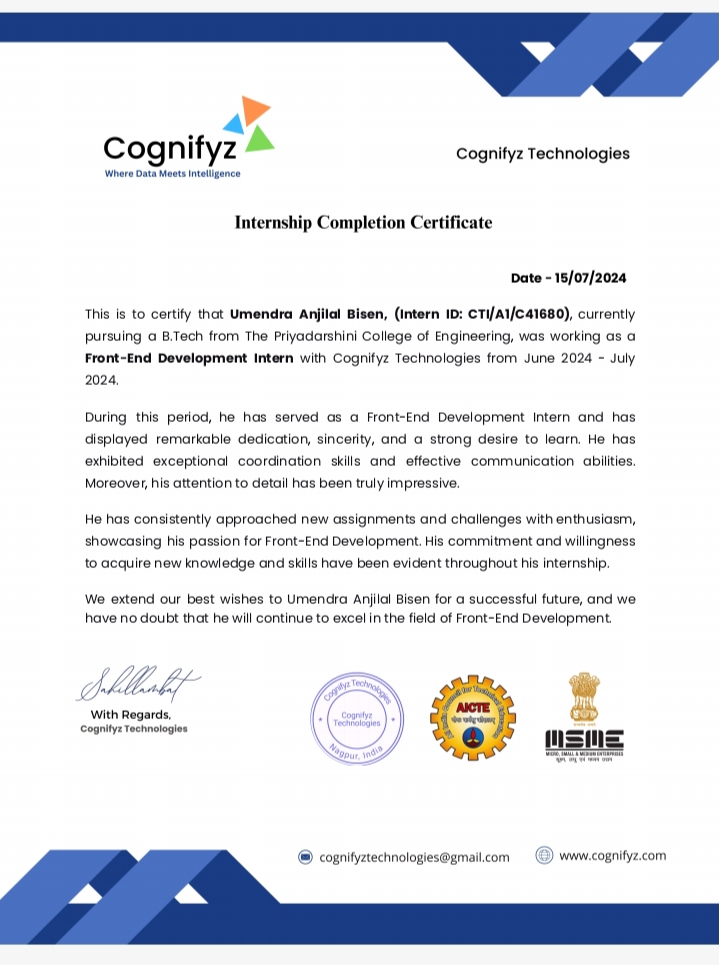 Cognifyz
Where Data Meets Intelligence
Cognifyz Technologies
Internship Completion Certificate
Date - 15/07/2024
This is to certify that Umendra Anjilal Bisen, (Intern ID: CTI/A1/C41680), currently
pursuing a B.Tech from The Priyadarshini College of Engineering, was working as a
Front-End Development Intern with Cognifyz Technologies from June 2024 - July
2024.
During this period, he has served as a Front-End Development Intern and has
displayed remarkable dedication, sincerity, and a strong desire to learn. He has
exhibited exceptional coordination skills and effective communication abilities.
Moreover, his attention to detail has been truly impressive.
He has consistently approached new assignments and challenges with enthusiasm,
showcasing his passion for Front-End Development. His commitment and willingness
to acquire new knowledge and skills have been evident throughout his internship.
We extend our best wishes to Umendra Anjilal Bisen for a successful future, and we
have no doubt that he will continue to excel in the field of Front-End Development.
With Regards,
Cognifyz Technologies
Cognifyz Technologies
Cognifyz
Technologies
Nagpur, India
All India Council for Technical Education
AICTE
MSME
MICRO, SMALL & MEDIUM ENTERPRISES
cognifyztechnologies@gmail.com
www.cognifyz.com